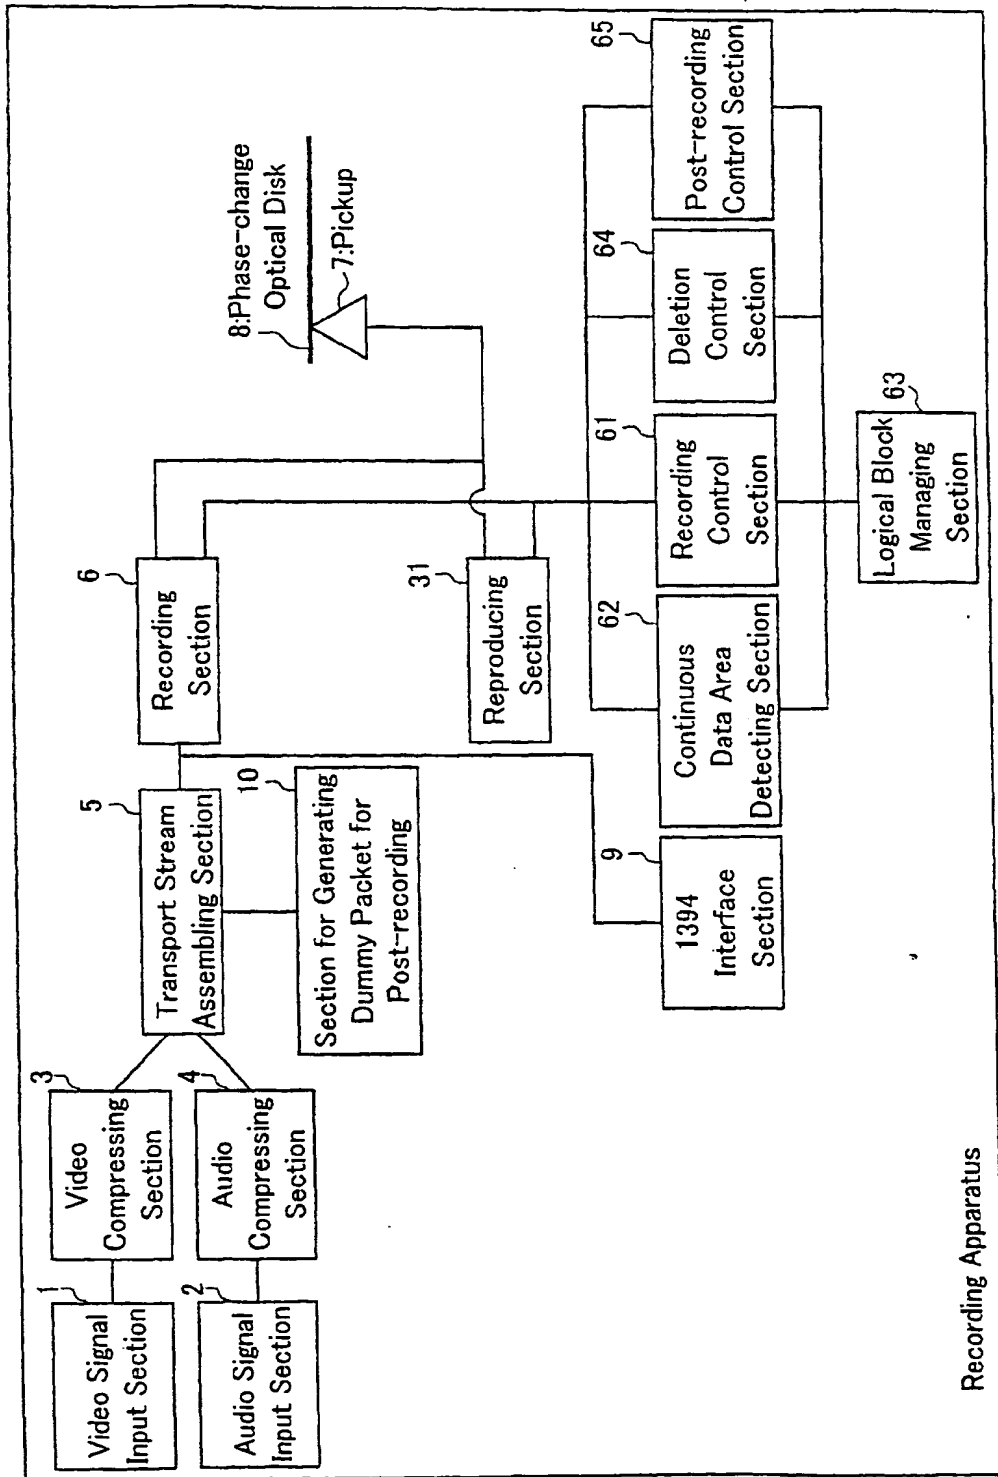 1
Video Signal
Input Section
2
Audio Signal
Input Section
3
Video
Compressing
Section
4
Audio
Compressing
Section
5
Transport Stream
Assembling Section
10
Section for Generating
Dummy Packet for
Post-recording
6
Recording
Section
31
Reproducing
Section
8:Phase-change
Optical Disk
7:Pickup
9
1394
Interface
Section
62
Continuous
Data Area
Detecting Section
61
Recording
Control
Section
64
Deletion
Control
Section
65
Post-recording
Control Section
63
Logical Block
Managing
Section
Recording Apparatus